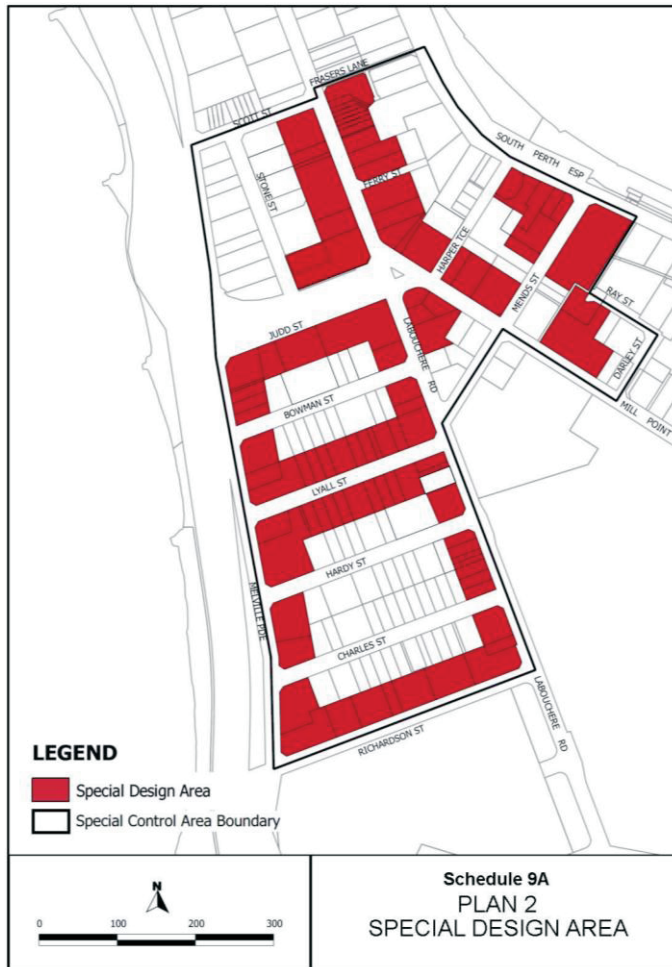 FRASERS LANE
SCOTT ST
SOUTH PERTH ESP
STONE ST
FERRY ST
HARPER TCE
MENDS ST
RAY ST
DARLEY ST
MILL POINT
JUDD ST
LABOUCHERE RD
BOWMAN ST
LYALL ST
HARDY ST
MELVILLE PDE
CHARLES ST
LABOUCHERE RD
RICHARDSON ST
LEGEND
Special Design Area
Special Control Area Boundary
N
0 100 200 300
Schedule 9A
PLAN 2
SPECIAL DESIGN AREA